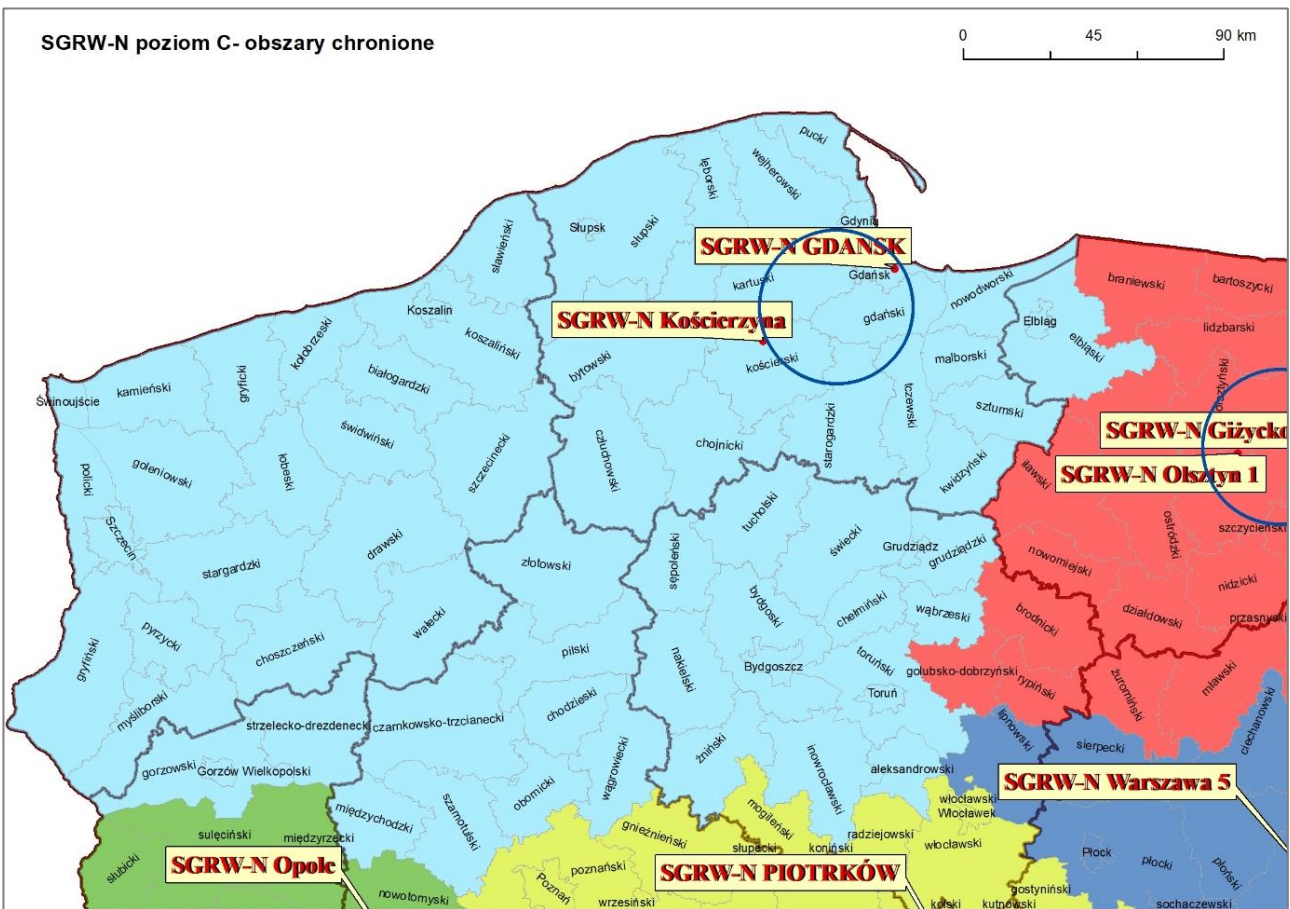 SGRW-N poziom C- obszary chronione
0 45 90 km
pucki
wejherowski
lęborski
Gdynia
Słupsk
słupski
sławieński
SGRW-N GDAŃSK
Gdańsk
kartuski
nowodworski
gdański
braniewski
bartoszycki
lidzbarski
Koszalin
koszaliński
kołobrzeski
SGRW-N Kościerzyna
Elbląg
elbląski
kościerski
bytowski
malborski
olsztyński
białogardzki
gryficki
kamieński
Świnoujście
tczewski
sztumski
świdwiński
starogardzki
chojnicki
człuchowski
SGRW-N Giżycko
SGRW-N Olsztyn 1
szczecinecki
łobeski
goleniowski
policki
kwidzyński
iławski
tucholski
Szczecin
świecki
Grudziądz
grudziądzki
ostródzki
szczycieński
drawski
stargardzki
złotowski
sępoleński
nowomiejski
nidzicki
bydgoski
chełmiński
wąbrzeski
brodnicki
działdowski
przasnyski
pyrzycki
choszczeński
wałecki
gryfiński
pilski
nakielski
Bydgoszcz
toruński
Toruń
golubsko-dobrzyński
rypiński
żuromiński
mławski
myśliborski
strzelecko-drezdenecki
czarnkowsko-trzcianecki
chodzieski
lipnowski
sierpecki
ciechanowski
żniński
inowrocławski
aleksandrowski
gorzowski
Gorzów Wielkopolski
obornicki
wągrowiecki
SGRW-N Warszawa 5
włocławski
Włocławek
międzychodzki
szamotulski
mogileński
gnieźnieński
radziejowski
sulęciński
międzyrzecki
słupecki
koniński
włocławski
Płock
płocki
płoński
słubicki
SGRW-N Opole
poznański
Poznań
SGRW-N PIOTRKÓW
gostyniński
nowotomyski
wrzesiński
kolski
kutnowski
sochaczewski